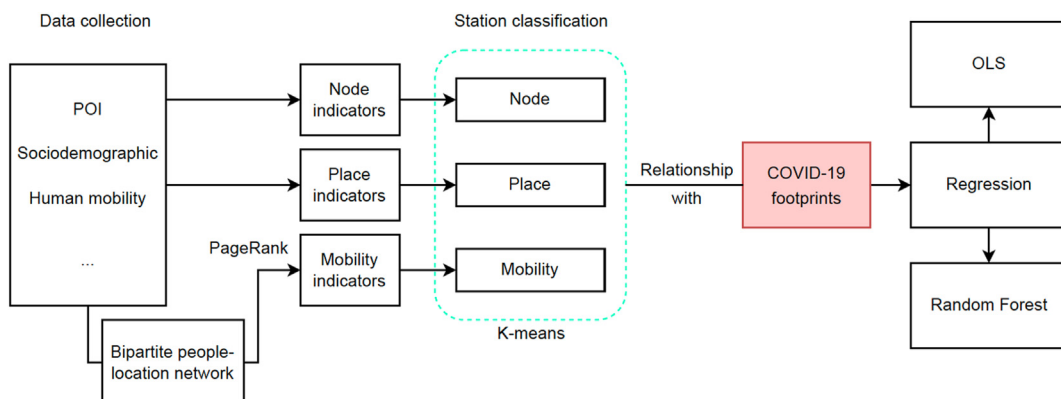 Data collection
Station classification
POI
Sociodemographic
Human mobility
...
Node
indicators
Place
indicators
PageRank
Mobility
indicators
Bipartite people-
location network
Node
Place
Mobility
K-means
Relationship
with
COVID-19
footprints
OLS
Regression
Random Forest